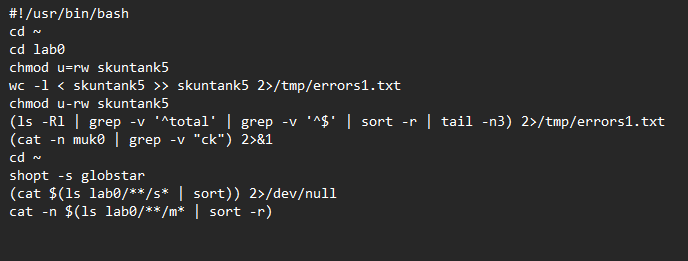 #!/usr/bin/bash
cd ~
cd lab0
chmod u=rw skuntank5
wc -l < skuntank5 >> skuntank5 2>/tmp/errors1.txt
chmod u-rw skuntank5
(ls -Rl | grep -v '^total' | grep -v '^$' | sort -r | tail -n3) 2>/tmp/errors1.txt
(cat -n muk0 | grep -v "ck") 2>&1
cd ~
shopt -s globstar
(cat $(ls lab0/**/s* | sort)) 2>/dev/null
cat -n $(ls lab0/**/m* | sort -r)